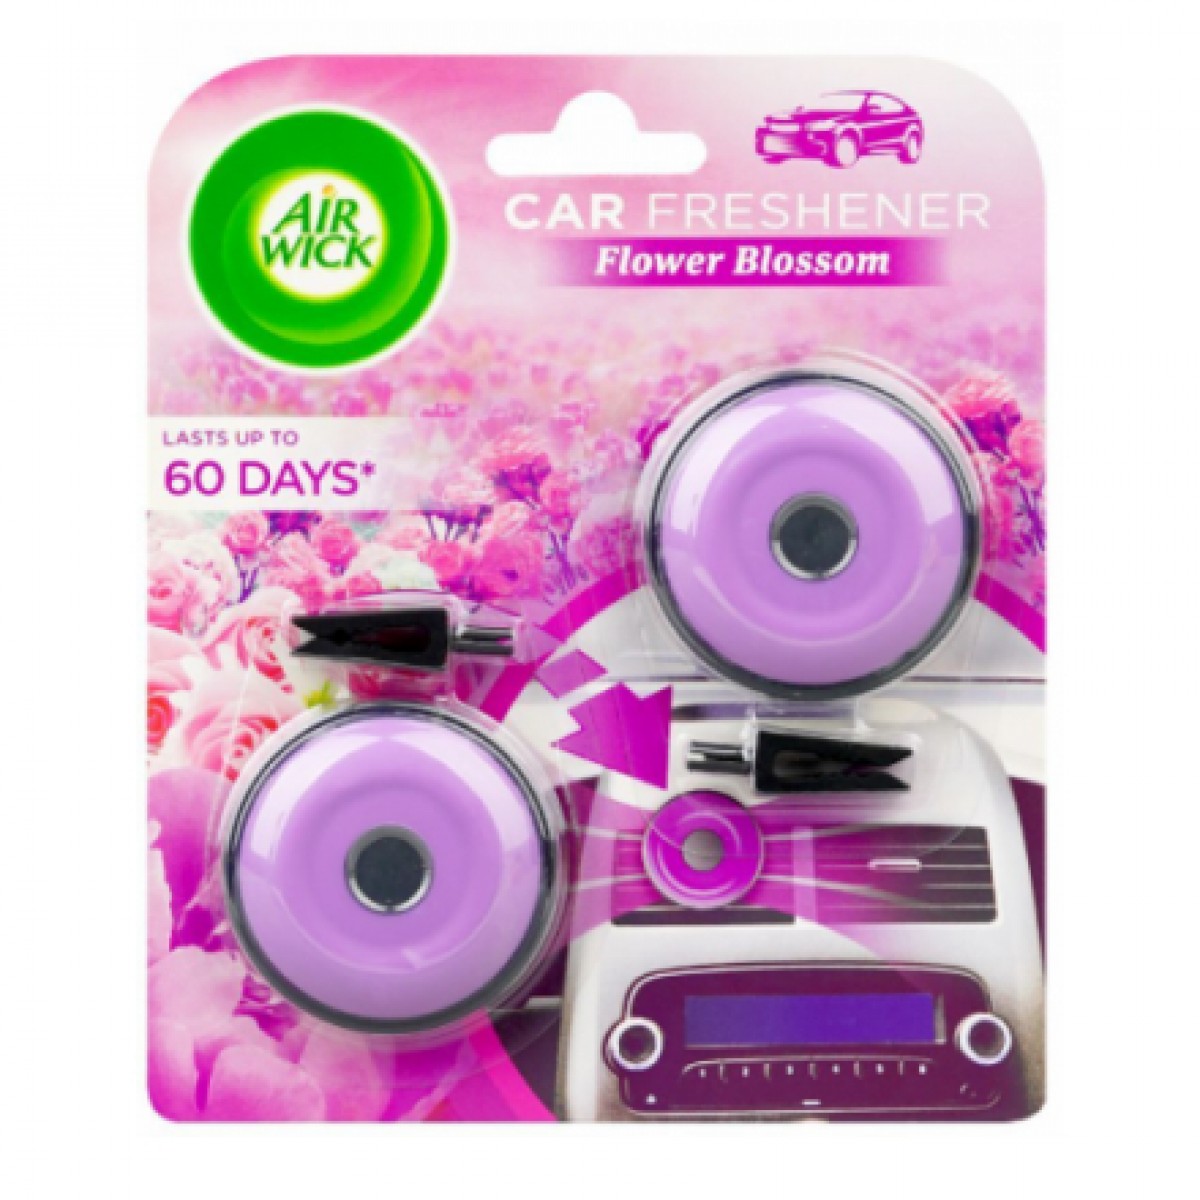 AiR
WICK
CAR FRESHENER
Flower Blossom
LASTS UP TO
60 DAYS*